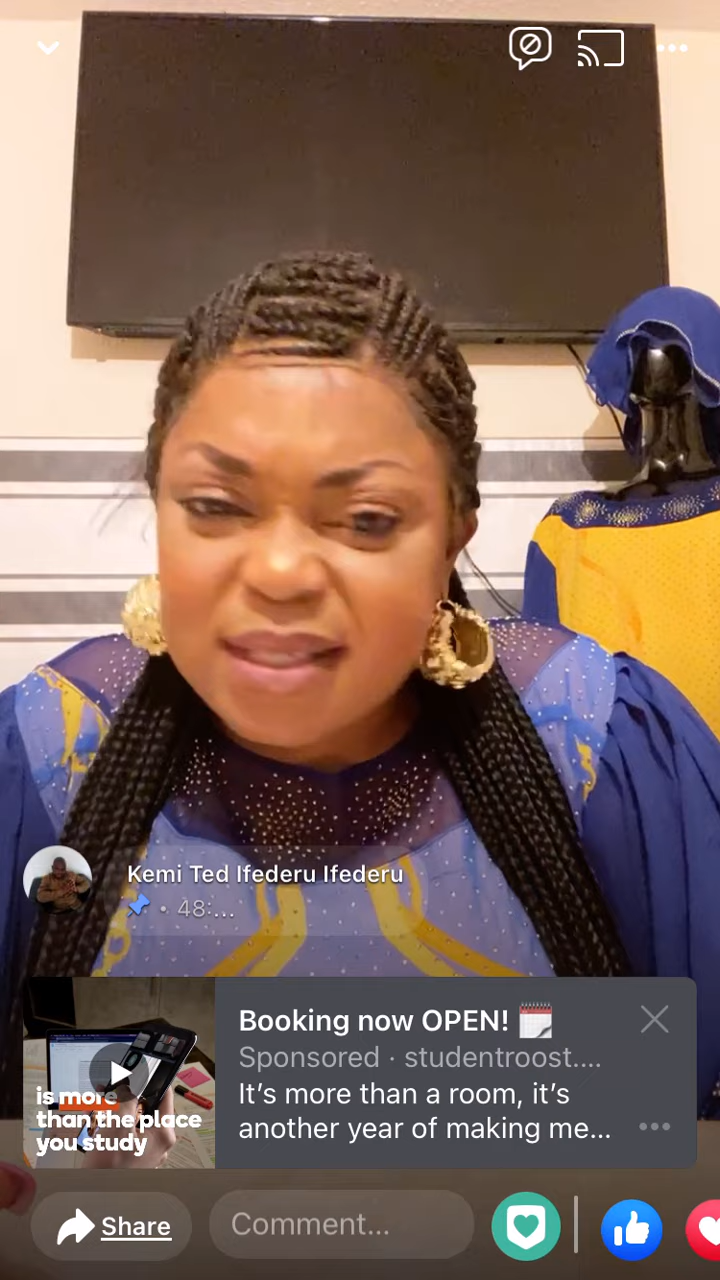 Kemi Ted Ifederu Ifederu
48:...
Booking now OPEN!
Sponsored · studentroost....
It’s more than a room, it’s
another year of making me...
is more
than the place
you study
Share
Comment...